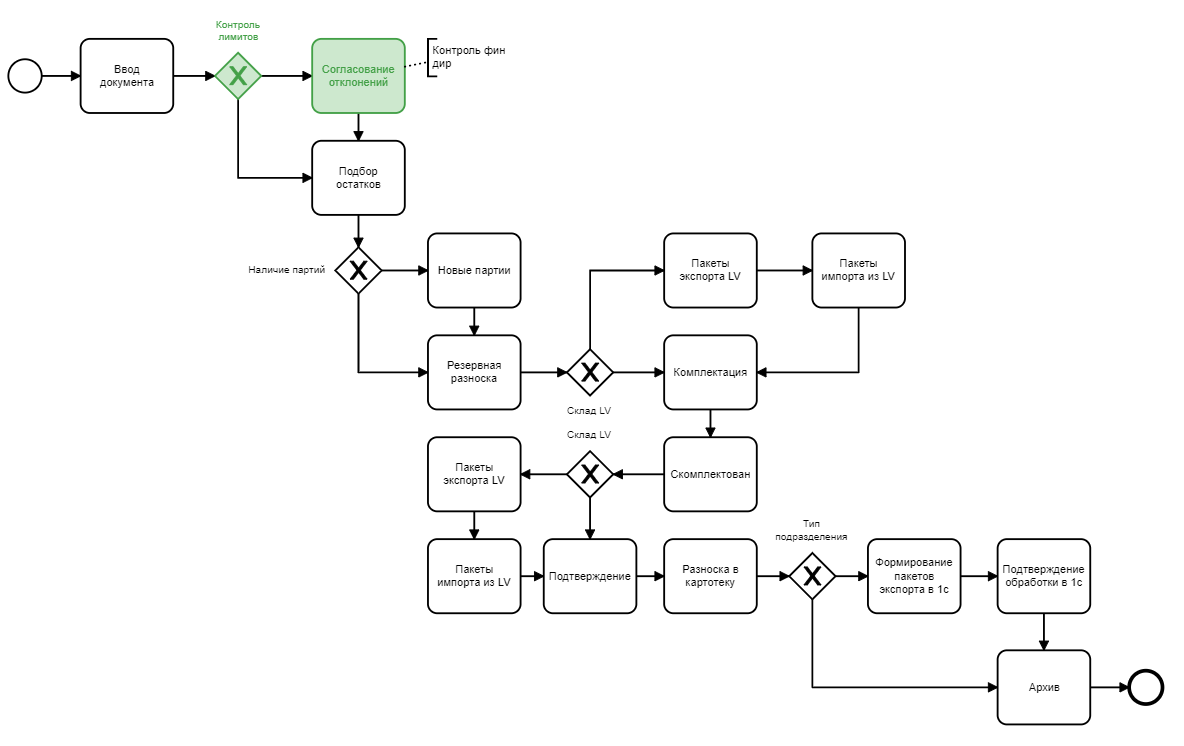 Контроль
лимитов
Ввод
документа
X
Согласование
отклонений
Контроль фин
дир
Подбор
остатков
Наличие партий
X
Новые партии
Пакеты
экспорта LV
Пакеты
импорта из LV
Резервная
разноска
X
Склад LV
Комплектация
Склад LV
Пакеты
экспорта LV
X
Скомплектован
Пакеты
импорта из LV
Подтверждение
Разноска в
картотеку
Тип
подразделения
X
Формирование
пакетов
экспорта в 1с
Подтверждение
обработки в 1с
Архив